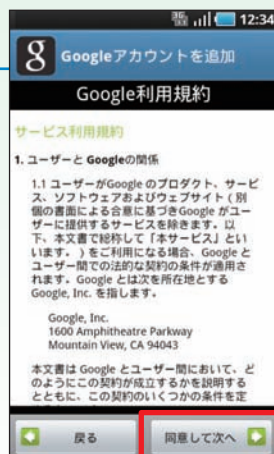 3G 12:34
8 Googleアカウントを追加
Google利用規約
サービス利用規約
1. ユーザーと Googleの関係
1.1 ユーザーがGoogle のプロダクト、サービ
ス、ソフトウェアおよびウェブサイト ( 別
個の書面による合意に基づきGoogle がユー
ザーに提供するサービスを除きます。以
下、本文書で総称して「本サービス」とい
います。) をご利用になる場合、Google と
ユーザー間での法的な契約の条件が適用さ
れます。Google とは次を所在地とする
Google, Inc. を指します。
Google, Inc.
1600 Amphitheatre Parkway
Mountain View, CA 94043
本文書は Google とユーザー間において、ど
のようにこの契約が成立するかを説明する
とともに、この契約のいくつかの条件を定
戻る 同意して次へ